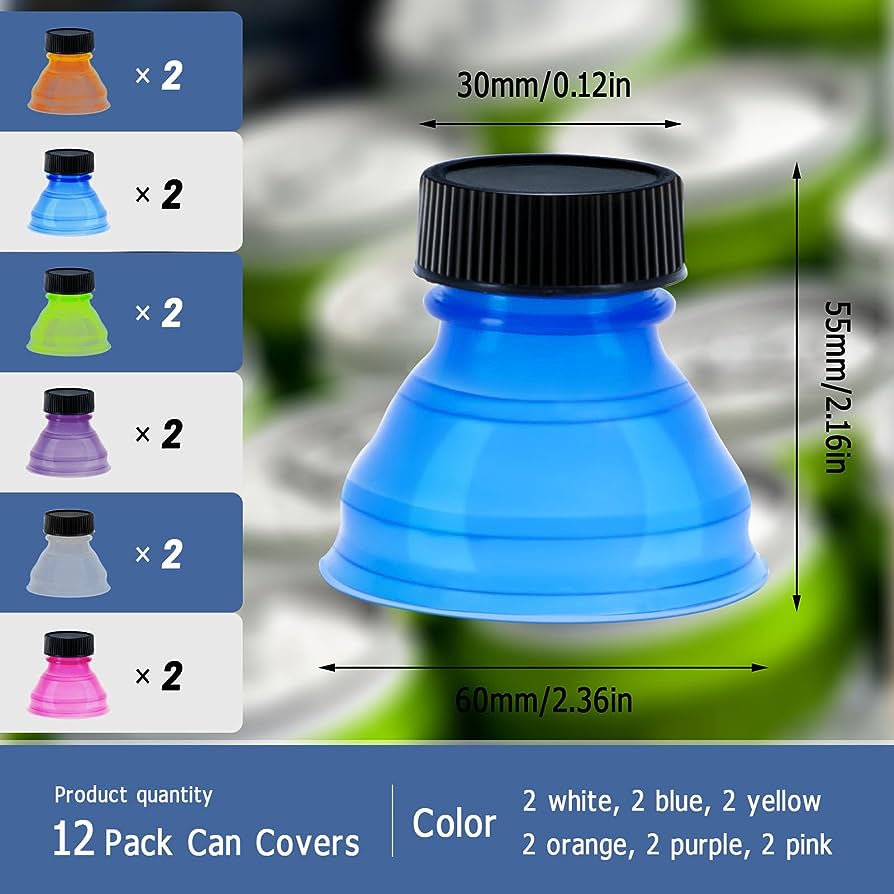 × 2
× 2
× 2
× 2
× 2
× 2
30mm/0.12in
55mm/2.16in
60mm/2.36in
Product quantity
12 Pack Can Covers
Color
2 white, 2 blue, 2 yellow
2 orange, 2 purple, 2 pink